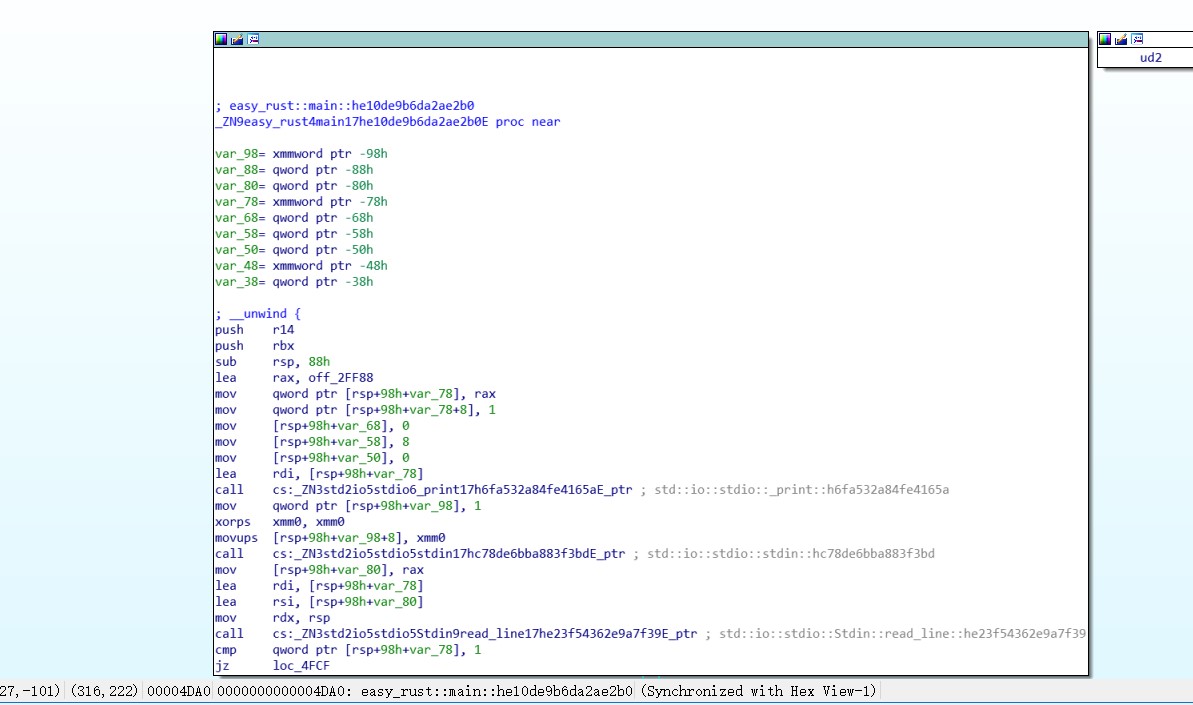 ; easy_rust::main::he10de9b6da2ae2b0
_ZN9easy_rust4main17he10de9b6da2ae2b0E proc near
var_98= xmmword ptr -98h
var_88= qword ptr -88h
var_80= qword ptr -80h
var_78= xmmword ptr -78h
var_68= qword ptr -68h
var_58= qword ptr -58h
var_50= qword ptr -50h
var_48= xmmword ptr -48h
var_38= qword ptr -38h
; __unwind {
push r14
push rbx
sub rsp, 88h
lea rax, off_2FF88
mov qword ptr [rsp+98h+var_78], rax
mov qword ptr [rsp+98h+var_78+8], 1
mov [rsp+98h+var_68], 0
mov [rsp+98h+var_58], 8
mov [rsp+98h+var_50], 0
lea rdi, [rsp+98h+var_78]
call cs:_ZN3std2io5stdio6_print17h6fa532a84fe4165aE_ptr ; std::io::stdio::_print::h6fa532a84fe4165a
mov qword ptr [rsp+98h+var_98], 1
xorps xmm0, xmm0
movups [rsp+98h+var_98+8], xmm0
call cs:_ZN3std2io5stdio5stdin17hc78de6bba883f3bdE_ptr ; std::io::stdio::stdin::hc78de6bba883f3bd
mov [rsp+98h+var_80], rax
lea rdi, [rsp+98h+var_78]
lea rsi, [rsp+98h+var_80]
mov rdx, rsp
call cs:_ZN3std2io5stdio5Stdin9read_line17he23f54362e9a7f39E_ptr ; std::io::stdio::Stdin::read_line::he23f54362e9a7f39
cmp qword ptr [rsp+98h+var_78], 1
jz loc_4FCF
ud2
27,-101) (316,222) 00004DA0 0000000000004DA0: easy_rust::main::he10de9b6da2ae2b0 (Synchronized with Hex View-1)